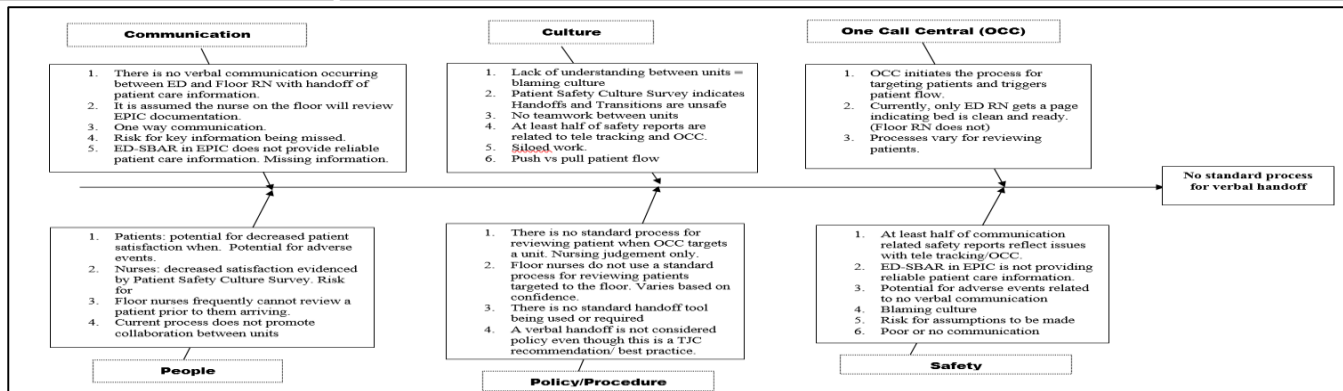 Communication
1. There is no verbal communication occurring
between ED and Floor RN with handoff of
patient care information.
2. It is assumed the nurse on the floor will review
EPIC documentation.
3. One way communication.
4. Risk for key information being missed.
5. ED-SBAR in EPIC does not provide reliable
patient care information. Missing information.
Culture
1. Lack of understanding between units =
blaming culture
2. Patient Safety Culture Survey indicates
Handoffs and Transitions are unsafe
3. No teamwork between units
4. At least half of safety reports are
related to tele tracking and OCC.
5. Siloed work.
6. Push vs pull patient flow
One Call Central (OCC)
1. OCC initiates the process for
targeting patients and triggers
patient flow.
2. Currently, only ED RN gets a page
indicating bed is clean and ready.
(Floor RN does not)
3. Processes vary for reviewing
patients.
No standard process
for verbal handoff
1. Patients: potential for decreased patient
satisfaction when. Potential for adverse
events.
2. Nurses: decreased satisfaction evidenced
by Patient Safety Culture Survey. Risk
for
3. Floor nurses frequently cannot review a
patient prior to them arriving.
4. Current process does not promote
collaboration between units
People
1. There is no standard process for
reviewing patient when OCC targets
a unit. Nursing judgement only.
2. Floor nurses do not use a standard
process for reviewing patients
targeted to the floor. Varies based on
confidence.
3. There is no standard handoff tool
being used or required
4. A verbal handoff is not considered
policy even though this is a TJC
recommendation/ best practice.
Policy/Procedure
1. At least half of communication
related safety reports reflect issues
with tele tracking/OCC.
2. ED-SBAR in EPIC is not providing
reliable patient care information.
3. Potential for adverse events related
to no verbal communication
4. Blaming culture
5. Risk for assumptions to be made
6. Poor or no communication
Safety